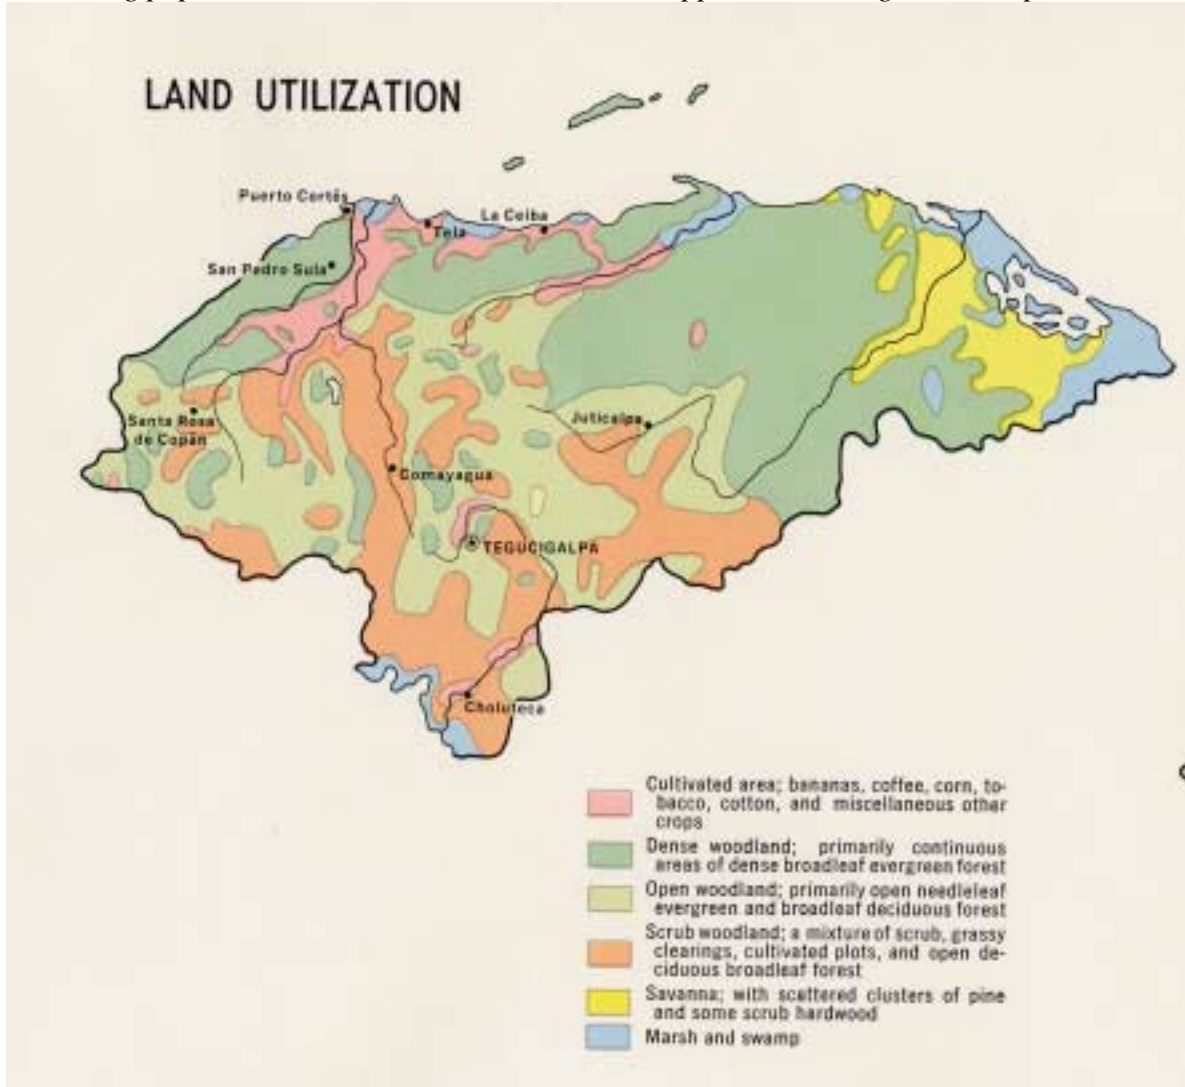 LAND UTILIZATION
Puerto Cortés
La Ceiba
Tela
San Pedro Sula
Juticalpa
Santa Rosa
de Copán
Comayagua
TEGUCIGALPA
Choluteca
Cultivated area; bananas, coffee, corn, to-
bacco, cotton, and miscellaneous other
crops
Dense woodland; primarily continuous
areas of dense broadleaf evergreen forest
Open woodland; primarily open needleleaf
evergreen and broadleaf deciduous forest
Scrub woodland; a mixture of scrub, grassy
clearings, cultivated plots, and open de-
ciduous broadleaf forest
Savanna; with scattered clusters of pine
and some scrub hardwood
Marsh and swamp